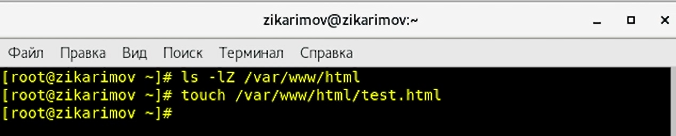 zikarimov@zikarimov:~
Файл Правка Вид Поиск Терминал Справка
[root@zikarimov ~]# ls -lZ /var/www/html
[root@zikarimov ~]# touch /var/www/html/test.html
[root@zikarimov ~]#